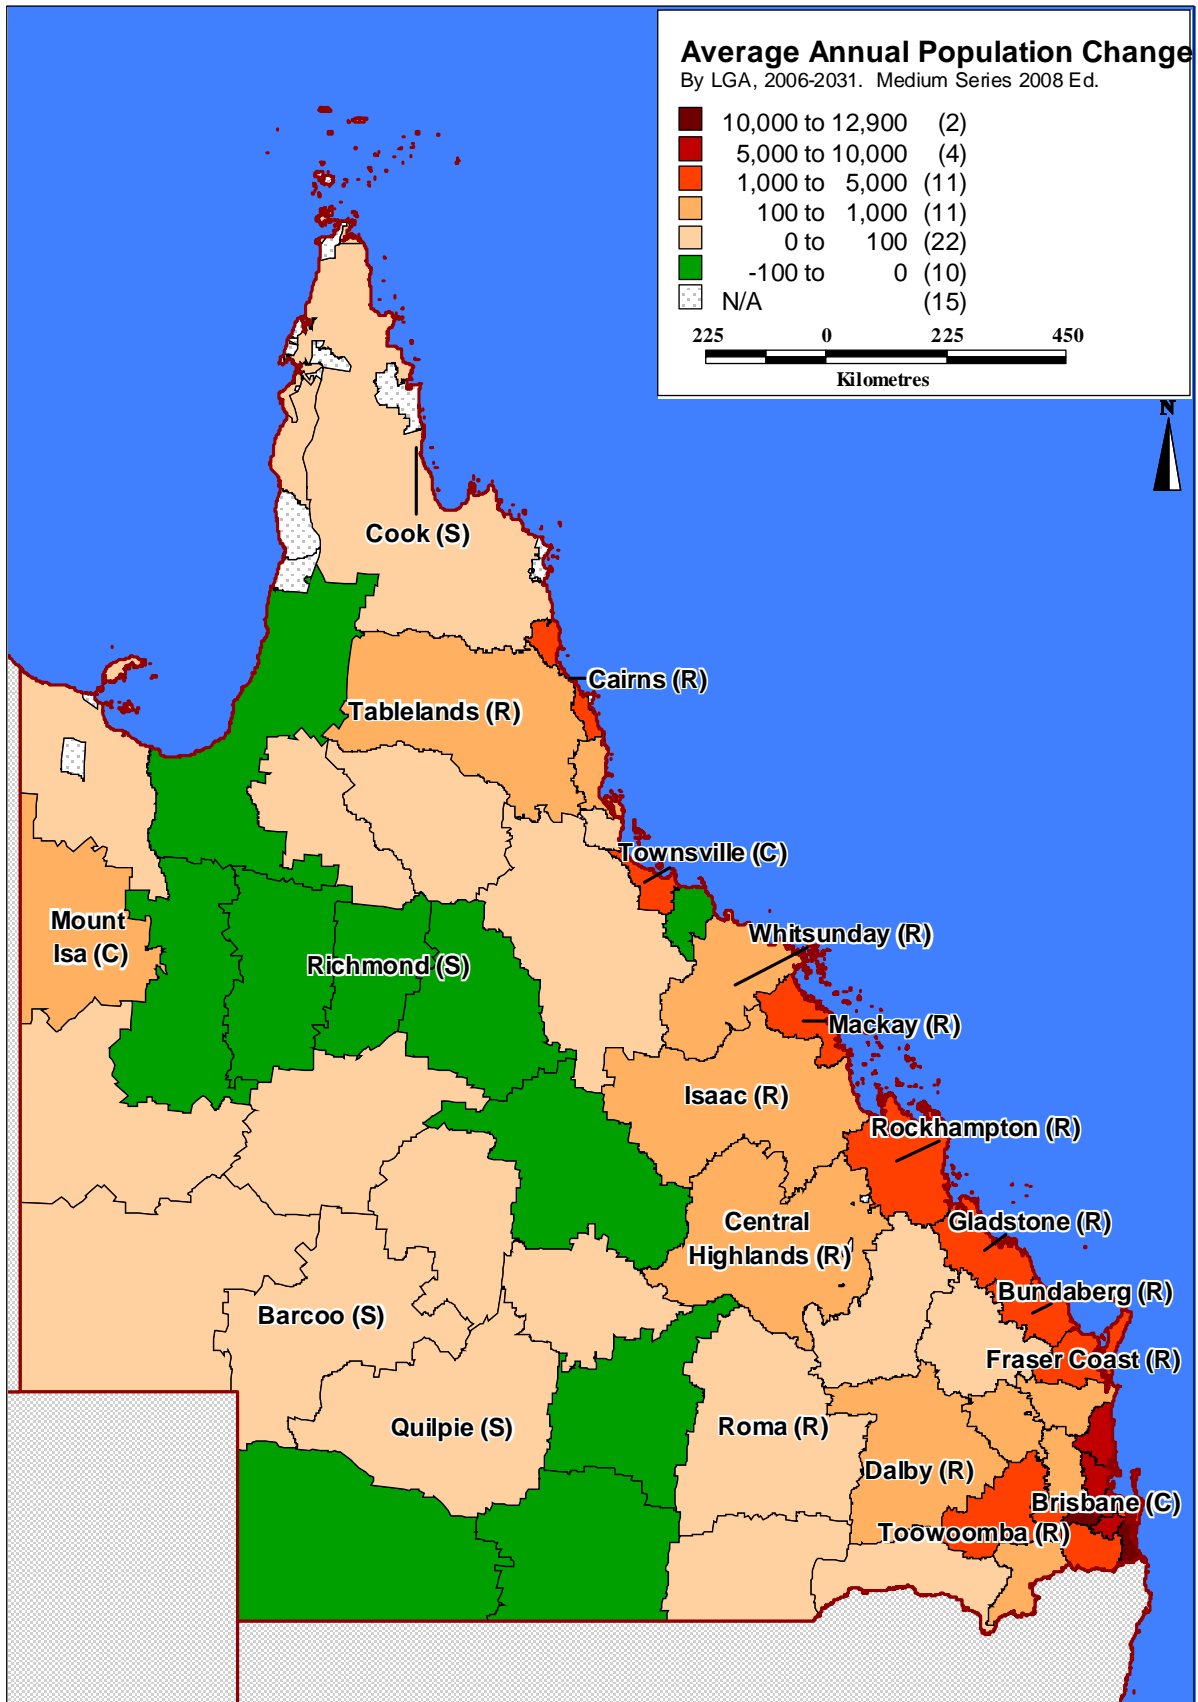 Average Annual Population Change
By LGA, 2006-2031. Medium Series 2008 Ed.
10,000 to 12,900 (2)
5,000 to 10,000 (4)
1,000 to 5,000 (11)
100 to 1,000 (11)
0 to 100 (22)
-100 to 0 (10)
N/A (15)
225 0 225 450
Kilometres
N
Cook (S)
Cairns (R)
Tablelands (R)
Townsville (C)
Mount
Isa (C)
Whitsunday (R)
Richmond (S)
Mackay (R)
Isaac (R)
Rockhampton (R)
Central
Highlands (R)
Gladstone (R)
Bundaberg (R)
Barcoo (S)
Fraser Coast (R)
Quilpie (S)
Roma (R)
Dalby (R)
Brisbane (C)
Toowoomba (R)